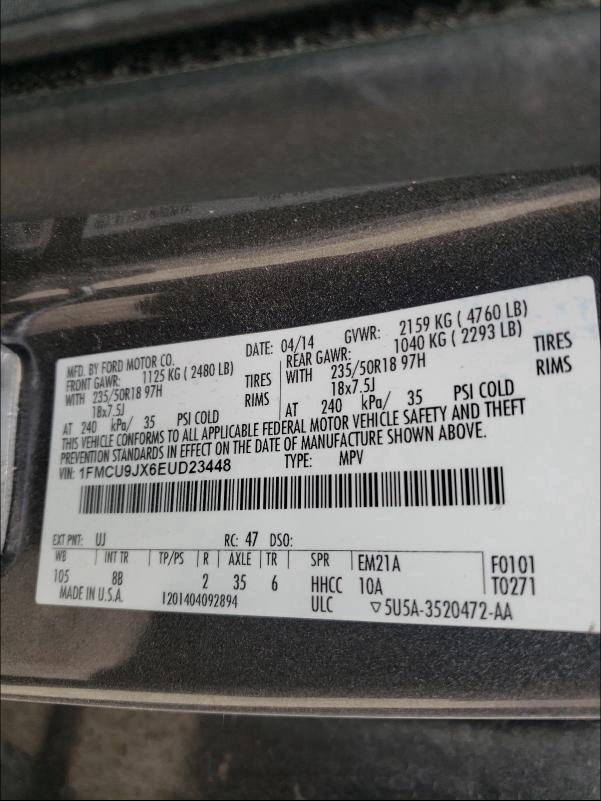 MFD. BY FORD MOTOR CO.
DATE: 04/14 GVWR: 2159 KG ( 4760 LB)
FRONT GAWR: 1125 KG ( 2480 LB)
WITH 235/50R18 97H TIRES
18x7.5J RIMS
AT 240 kPa/ 35 PSI COLD
REAR GAWR: 1040 KG ( 2293 LB)
WITH 235/50R18 97H TIRES
18x7.5J RIMS
AT 240 kPa/ 35 PSI COLD
THIS VEHICLE CONFORMS TO ALL APPLICABLE FEDERAL MOTOR VEHICLE SAFETY AND THEFT
PREVENTION STANDARDS IN EFFECT ON THE DATE OF MANUFACTURE SHOWN ABOVE.
VIN: 1FMCU9JX6EUD23448 TYPE: MPV
EXT PNT: UJ RC: 47 DSO:
WB INT TR TP/PS R AXLE TR SPR EM21A F0101
105 8B 2 35 6 HHCC 10A T0271
MADE IN U.S.A. I201404092894 ULC ▽5U5A-3520472-AA